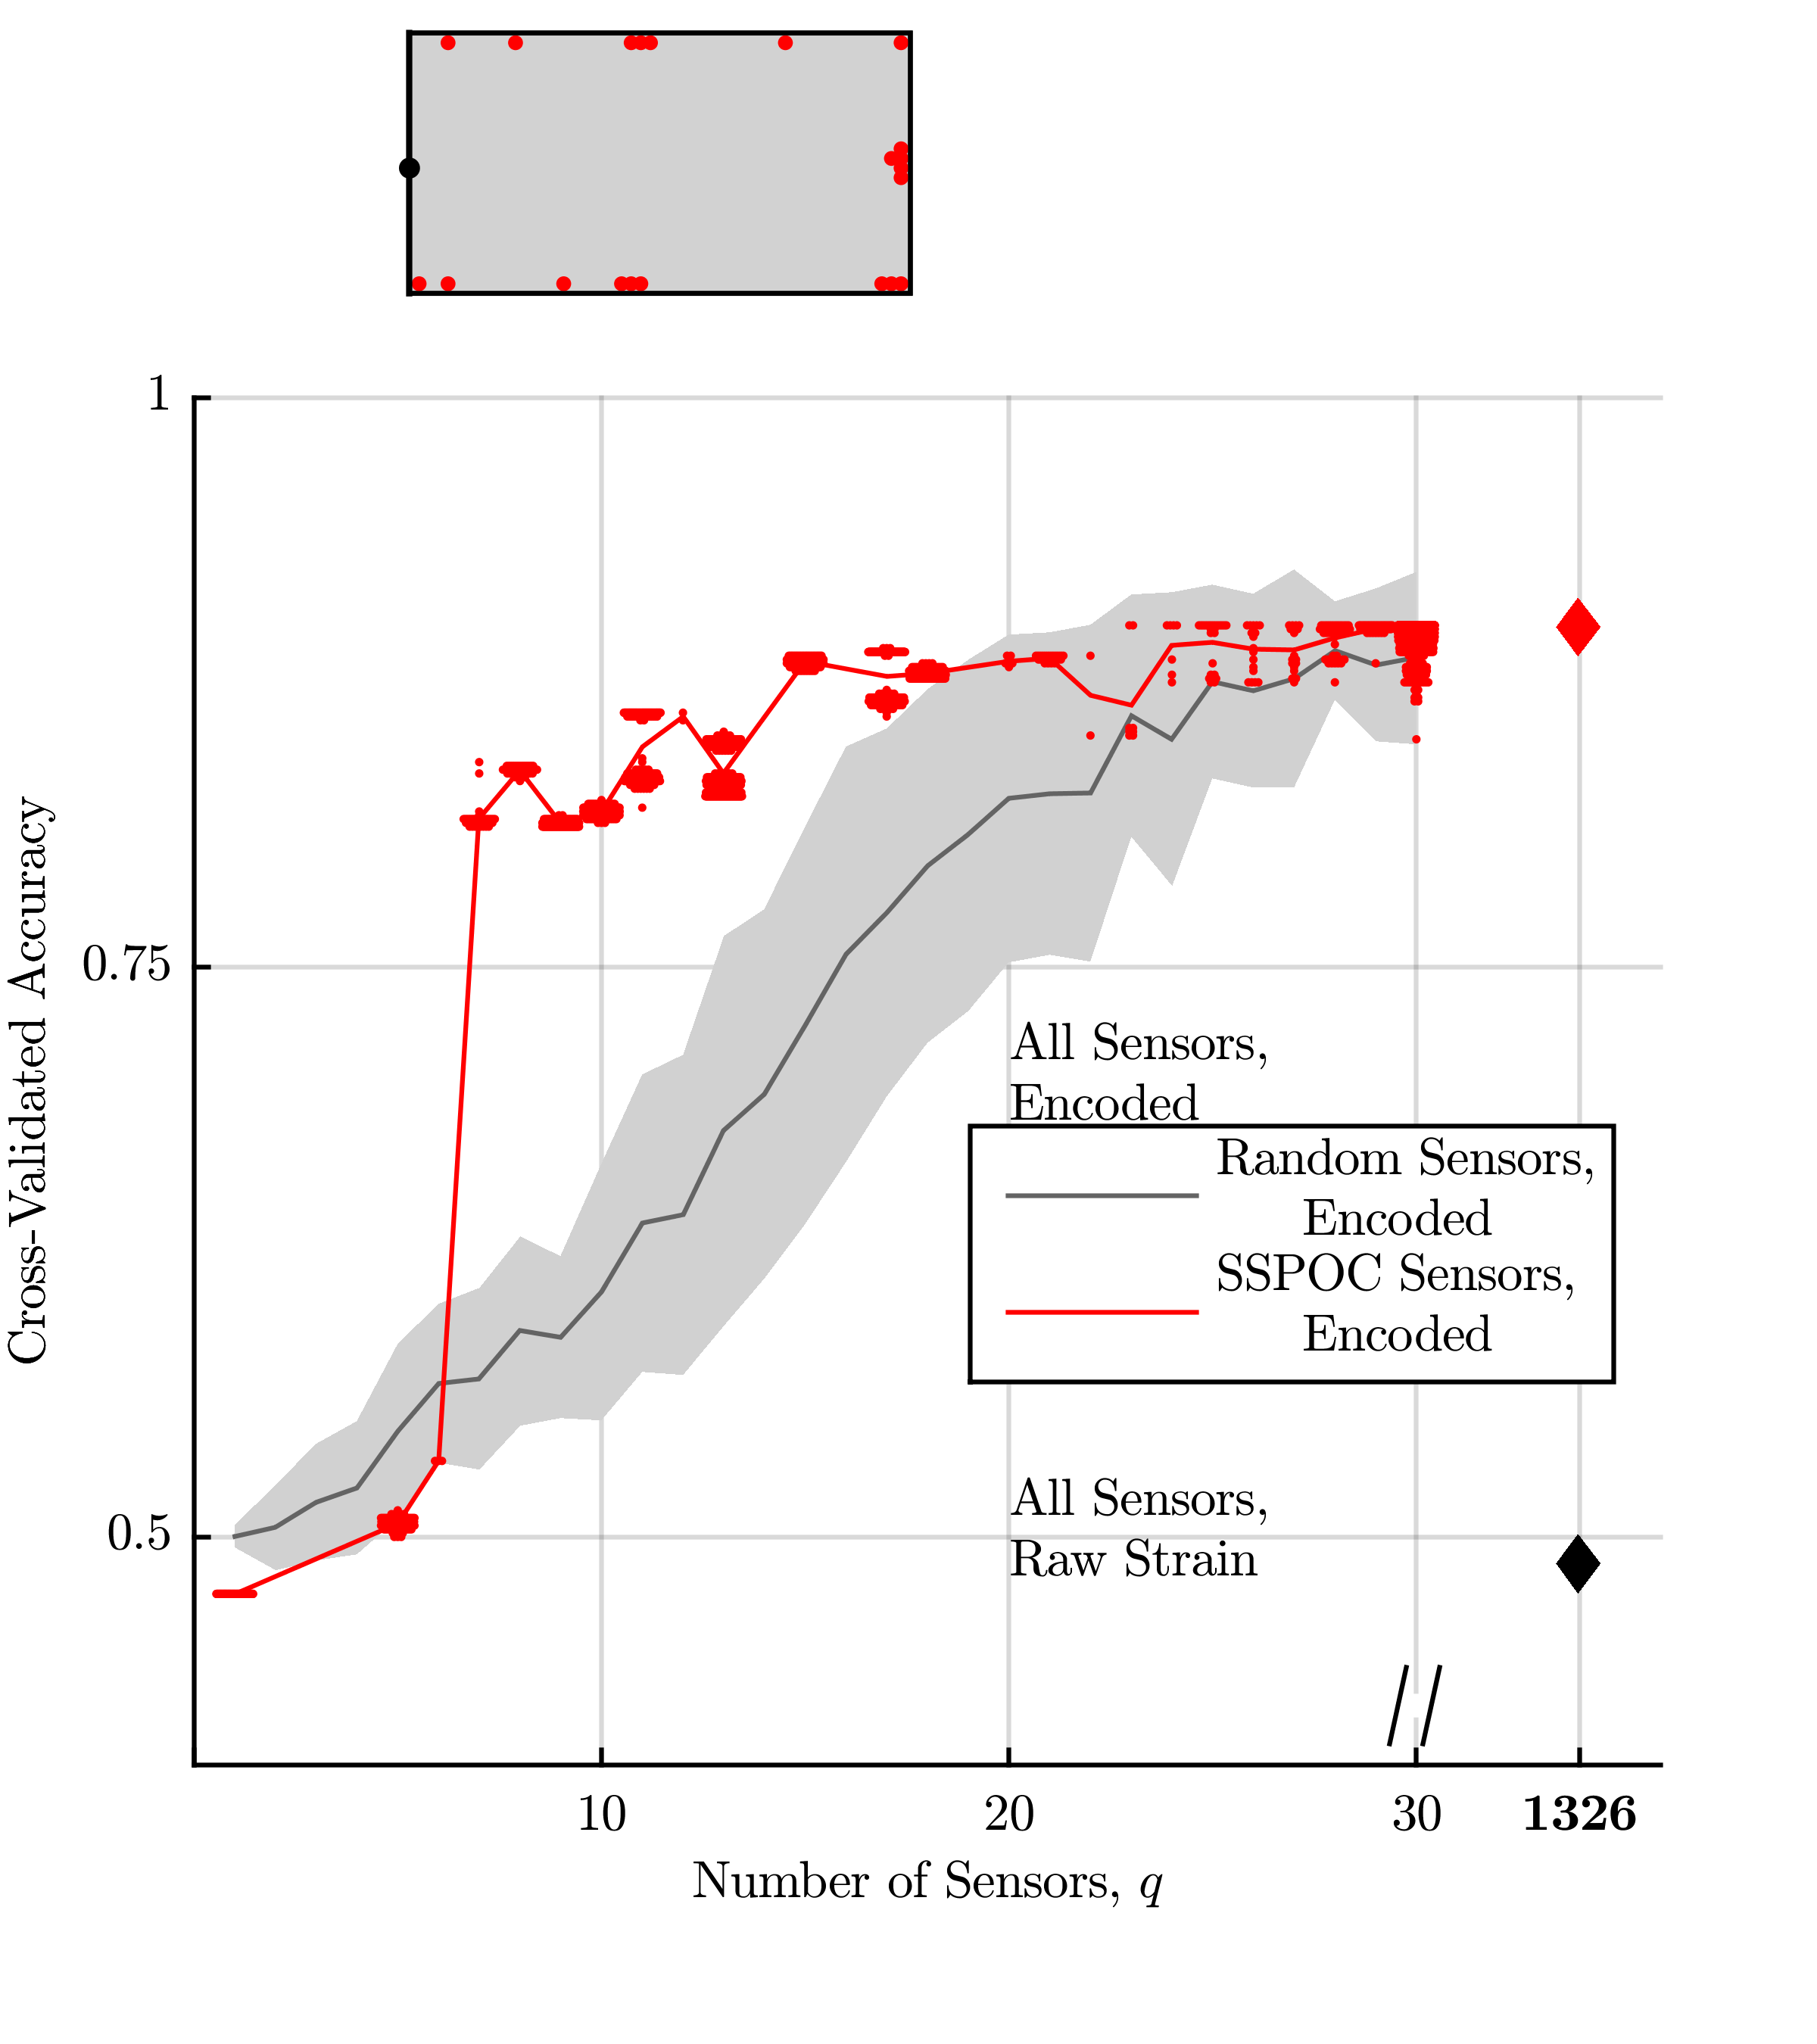 1
0.75
0.5
Cross-Validated Accuracy
All Sensors,
Encoded
Random Sensors,
Encoded
SSPOC Sensors,
Encoded
All Sensors,
Raw Strain
10 20 30 1326
Number of Sensors, q